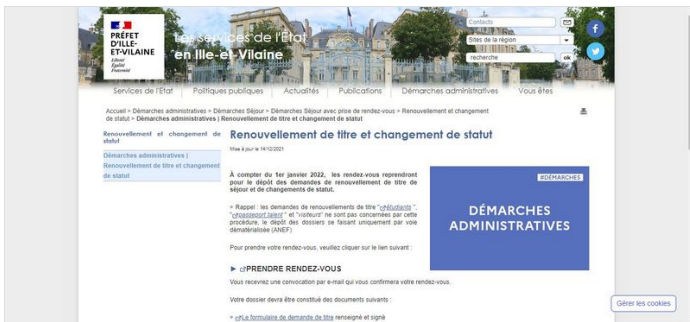 PRÉFET
D'ILLE-
ET-VILAINE
Liberté
Égalité
Fraternité
Les services de l'État
en Ille-et-Vilaine
Contacts
Sites de la région
recherche
ok
Services de l'État
Politiques publiques
Actualités
Publications
Démarches administratives
Vous êtes
Accueil > Démarches administratives > Démarches Séjour > Démarches Séjour avec prise de rendez-vous > Renouvellement et changement
de statut > Démarches administratives | Renouvellement de titre et changement de statut
Renouvellement et changement de
statut
Démarches administratives |
Renouvellement de titre et changement
de statut
Renouvellement de titre et changement de statut
Mise à jour le 14/12/2021
À compter du 1er janvier 2022, les rendez-vous reprendront
pour le dépôt des demandes de renouvellement de titre de
séjour et de changements de statut.
> Rappel : les demandes de renouvellements de titre "étudiants",
"passeport talent" et "visiteurs" ne sont pas concernées par cette
procédure, le dépôt des dossiers se faisant uniquement par voie
dématérialisée (ANEF)
Pour prendre votre rendez-vous, veuillez cliquer sur le lien suivant :
PRENDRE RENDEZ-VOUS
Vous recevrez une convocation par e-mail qui vous confirmera votre rendez-vous.
Votre dossier devra être constitué des documents suivants :
> Le formulaire de demande de titre renseigné et signé
#DÉMARCHES
DÉMARCHES
ADMINISTRATIVES
Gérer les cookies